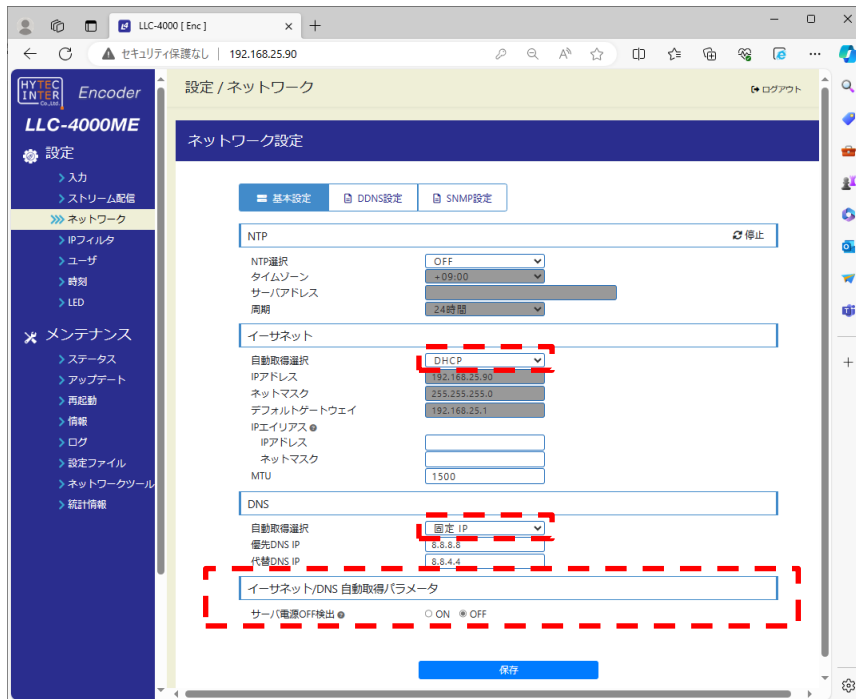 LLC-4000 [ Enc ]
セキュリティ保護なし | 192.168.25.90
HYTEC INTER Co.,Ltd.
Encoder
LLC-4000ME
設定
入力
ストリーム配信
ネットワーク
IPフィルタ
ユーザ
時刻
LED
メンテナンス
ステータス
アップデート
再起動
情報
ログ
設定ファイル
ネットワークツール
統計情報
設定 / ネットワーク
ログアウト
ネットワーク設定
基本設定 DDNS設定 SNMP設定
NTP 停止
NTP選択 OFF
タイムゾーン +09:00
サーバアドレス
周期 24時間
イーサネット
自動取得選択 DHCP
IPアドレス 192.168.25.90
ネットマスク 255.255.255.0
デフォルトゲートウェイ 192.168.25.1
IPエイリアス
IPアドレス
ネットマスク
MTU 1500
DNS
自動取得選択 固定 IP
優先DNS IP 8.8.8.8
代替DNS IP 8.8.4.4
イーサネット/DNS 自動取得パラメータ
サーバ電源OFF検出 ON OFF
保存